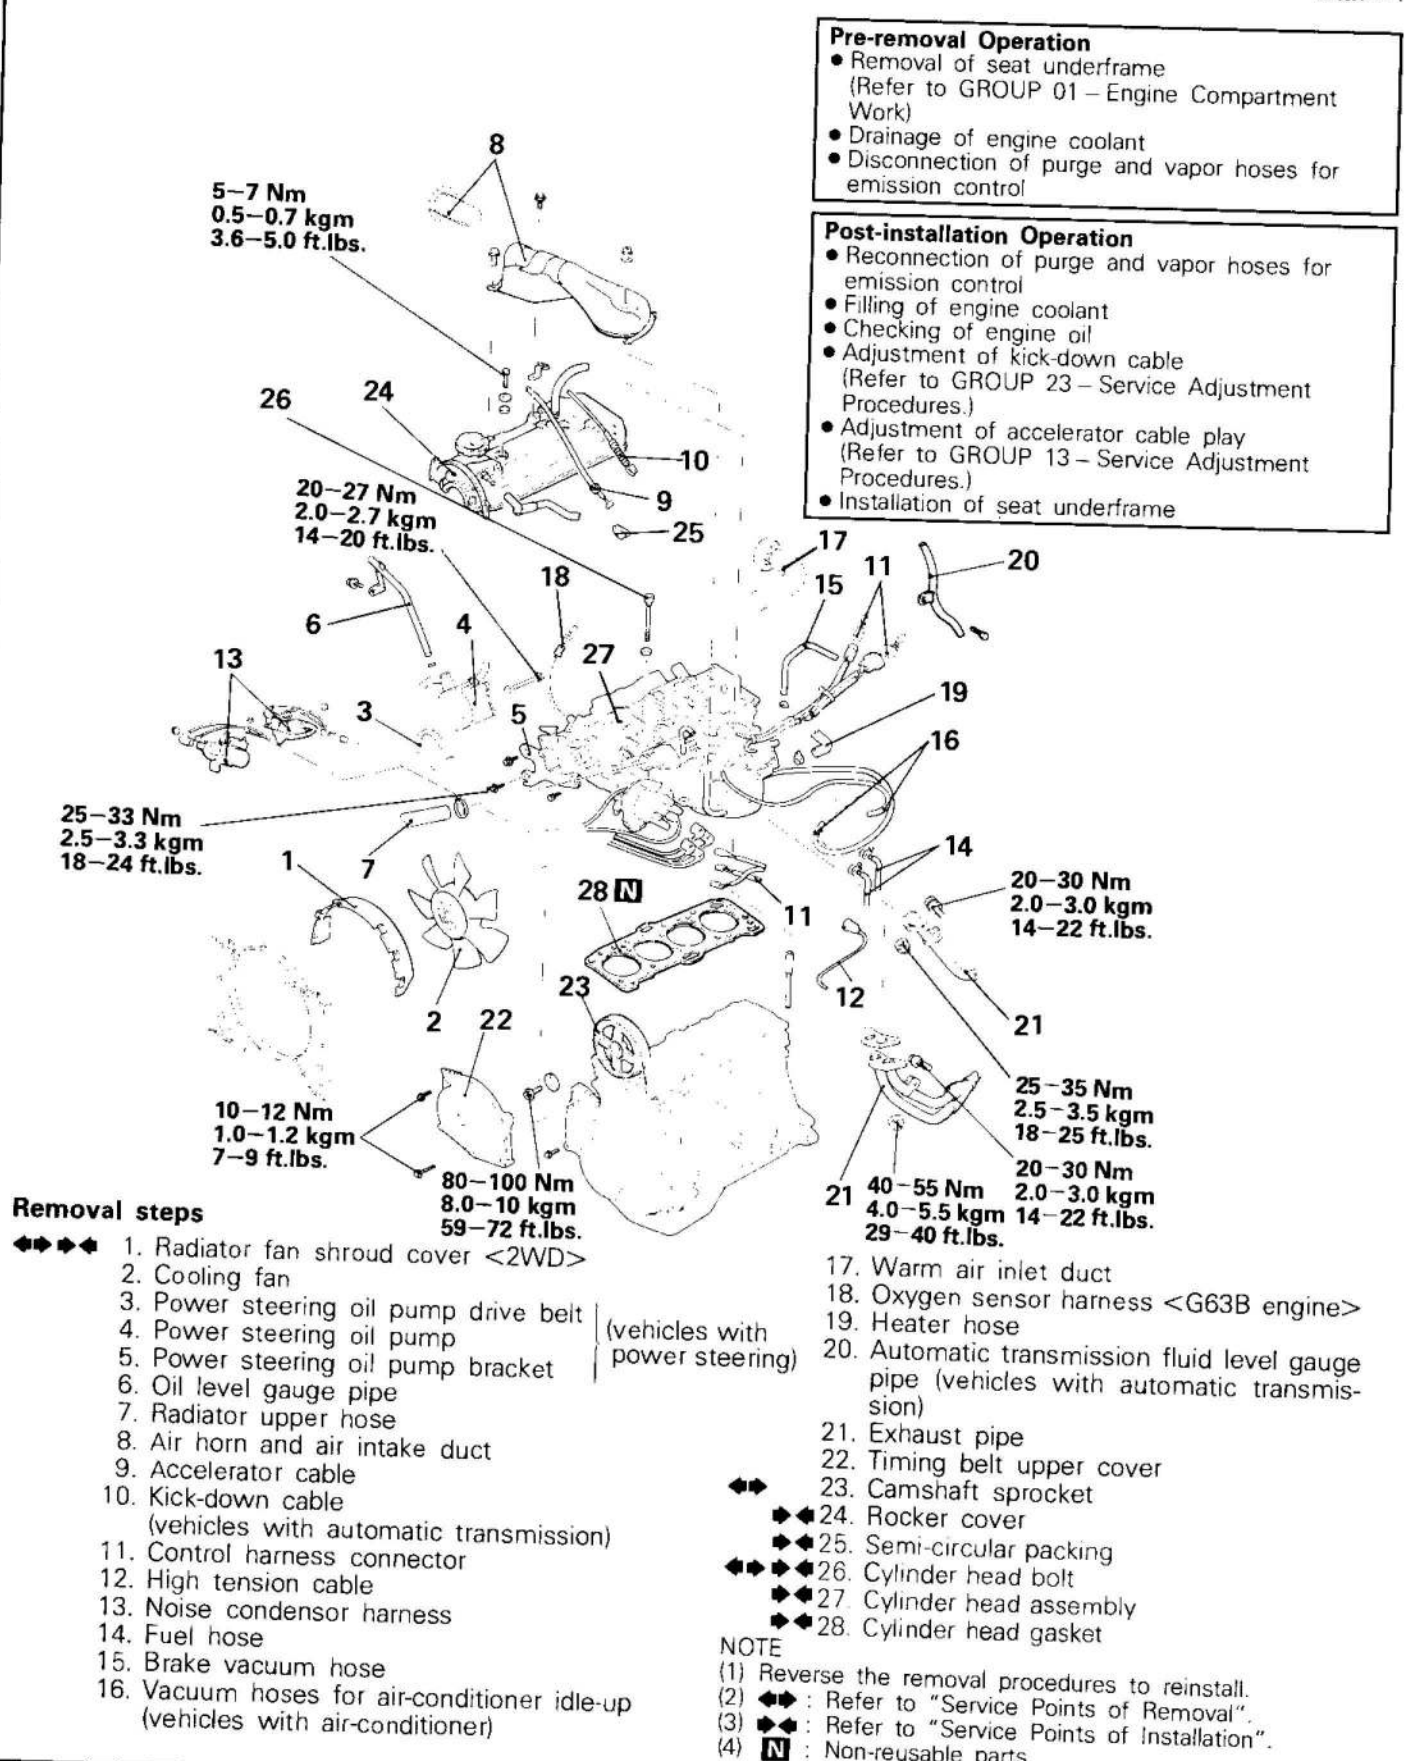 Pre-removal Operation
● Removal of seat underframe
(Refer to GROUP 01 – Engine Compartment
Work)
● Drainage of engine coolant
● Disconnection of purge and vapor hoses for
emission control
Post-installation Operation
● Reconnection of purge and vapor hoses for
emission control
● Filling of engine coolant
● Checking of engine oil
● Adjustment of kick-down cable
(Refer to GROUP 23 – Service Adjustment
Procedures.)
● Adjustment of accelerator cable play
(Refer to GROUP 13 – Service Adjustment
Procedures.)
● Installation of seat underframe
8
5–7 Nm
0.5–0.7 kgm
3.6–5.0 ft.lbs.
26
24
10
9
25
20–27 Nm
2.0–2.7 kgm
14–20 ft.lbs.
17
11
20
15
18
6
4
27
13
3
5
19
16
25–33 Nm
2.5–3.3 kgm
18–24 ft.lbs.
7
1
14
28 N
11
20–30 Nm
2.0–3.0 kgm
14–22 ft.lbs.
12
23
2
22
21
25–35 Nm
2.5–3.5 kgm
18–25 ft.lbs.
10–12 Nm
1.0–1.2 kgm
7–9 ft.lbs.
80–100 Nm
8.0–10 kgm
59–72 ft.lbs.
21
40–55 Nm
4.0–5.5 kgm
29–40 ft.lbs.
20–30 Nm
2.0–3.0 kgm
14–22 ft.lbs.
Removal steps
1. Radiator fan shroud cover <2WD>
2. Cooling fan
3. Power steering oil pump drive belt
4. Power steering oil pump
5. Power steering oil pump bracket
(vehicles with
power steering)
6. Oil level gauge pipe
7. Radiator upper hose
8. Air horn and air intake duct
9. Accelerator cable
10. Kick-down cable
(vehicles with automatic transmission)
11. Control harness connector
12. High tension cable
13. Noise condensor harness
14. Fuel hose
15. Brake vacuum hose
16. Vacuum hoses for air-conditioner idle-up
(vehicles with air-conditioner)
17. Warm air inlet duct
18. Oxygen sensor harness <G63B engine>
19. Heater hose
20. Automatic transmission fluid level gauge
pipe (vehicles with automatic transmis-
sion)
21. Exhaust pipe
22. Timing belt upper cover
23. Camshaft sprocket
24. Rocker cover
25. Semi-circular packing
26. Cylinder head bolt
27. Cylinder head assembly
28. Cylinder head gasket
NOTE
(1) Reverse the removal procedures to reinstall.
(2) : Refer to "Service Points of Removal".
(3) : Refer to "Service Points of Installation".
(4) N : Non-reusable parts